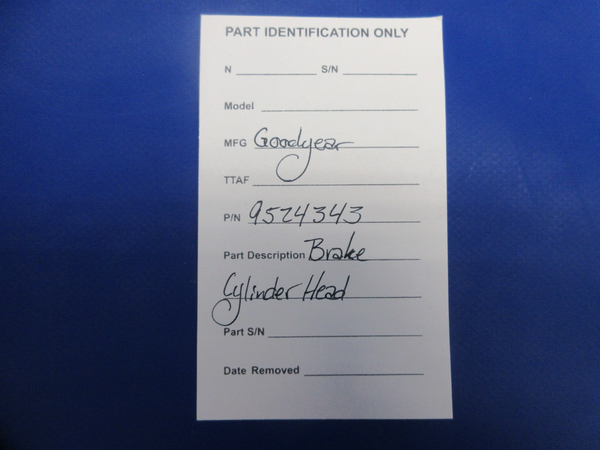 PART IDENTIFICATION ONLY
N S/N
Model
MFG Goodyear
TTAF
P/N 9524343
Part Description Brake
Cylinder Head
Part S/N
Date Removed